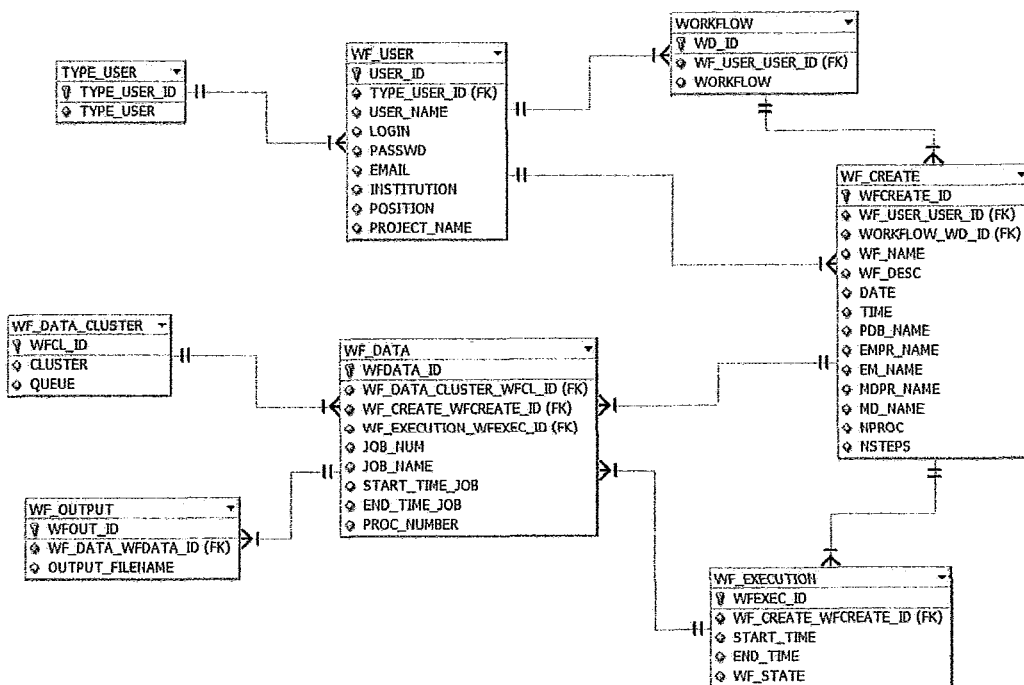 TYPE_USER
TYPE_USER_ID
TYPE_USER
WF_USER
USER_ID
TYPE_USER_ID (FK)
USER_NAME
LOGIN
PASSWD
EMAIL
INSTITUTION
POSITION
PROJECT_NAME
WORKFLOW
WD_ID
WF_USER_USER_ID (FK)
WORKFLOW
WF_CREATE
WFCREATE_ID
WF_USER_USER_ID (FK)
WORKFLOW_WD_ID (FK)
WF_NAME
WF_DESC
DATE
TIME
PDB_NAME
EMPR_NAME
EM_NAME
MDPR_NAME
MD_NAME
NPROC
NSTEPS
WF_DATA_CLUSTER
WFCL_ID
CLUSTER
QUEUE
WF_DATA
WFDATA_ID
WF_DATA_CLUSTER_WFCL_ID (FK)
WF_CREATE_WFCREATE_ID (FK)
WF_EXECUTION_WFEXEC_ID (FK)
JOB_NUM
JOB_NAME
START_TIME_JOB
END_TIME_JOB
PROC_NUMBER
WF_OUTPUT
WFOUT_ID
WF_DATA_WFDATA_ID (FK)
OUTPUT_FILENAME
WF_EXECUTION
WFEXEC_ID
WF_CREATE_WFCREATE_ID (FK)
START_TIME
END_TIME
WF_STATE